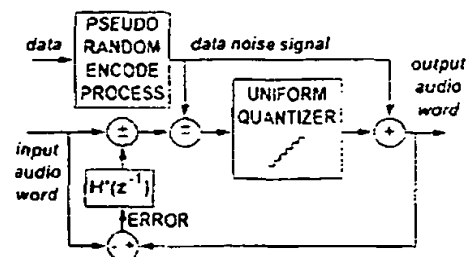 PSEUDO
RANDOM
ENCODE
PROCESS
data
data noise signal
output
audio
word
UNIFORM
QUANTIZER
input
audio
word
H'(z⁻¹)
ERROR